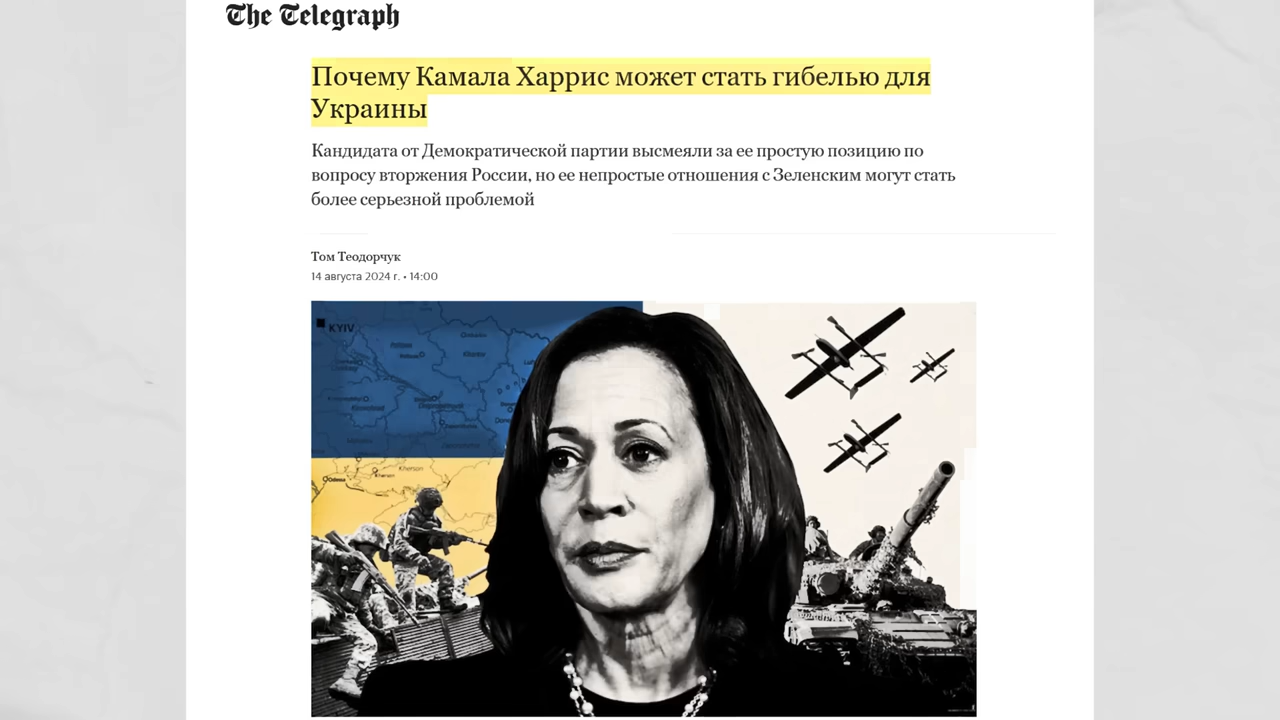 The Telegraph
Почему Камала Харрис может стать гибелью для
Украины
Кандидата от Демократической партии высмеяли за ее простую позицию по
вопросу вторжения России, но ее непростые отношения с Зеленским могут стать
более серьезной проблемой
Том Теодорчук
14 августа 2024 г. • 14:00
KYIV
Kherson
Odesa
Kherson